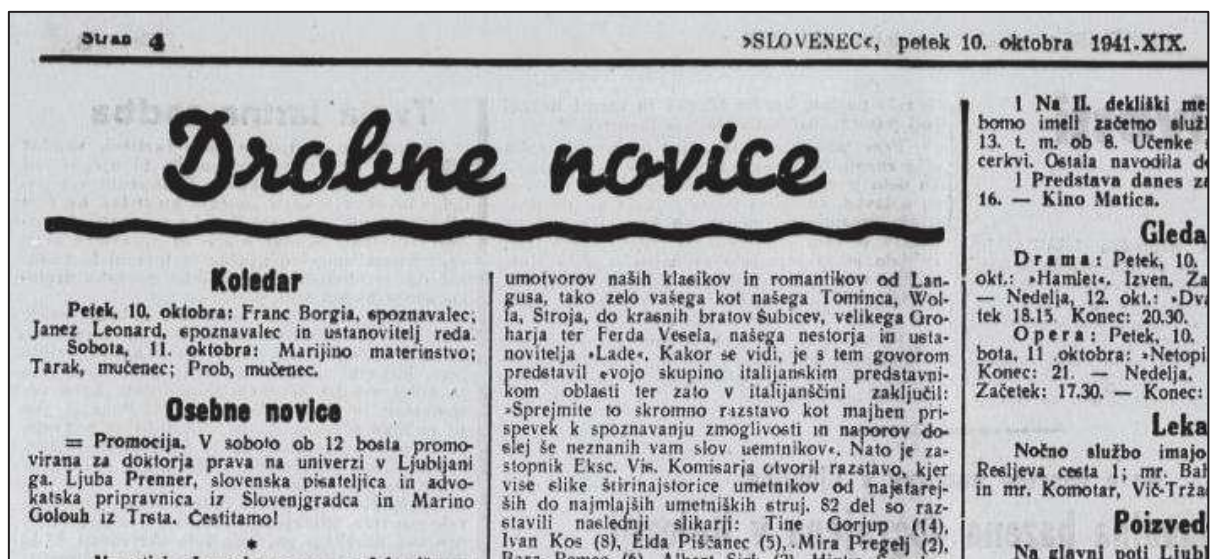 Stran 4
»SLOVENEC«, petek 10. oktobra 1941.XIX.
Drobne novice
Koledar
Petek, 10. oktobra: Franc Borgia, spoznavalec;
Janez Leonard, spoznavalec in ustanovitelj reda.
Sobota, 11. oktobra: Marijino materinstvo;
Tarak, mučenec; Prob, mučenec.
Osebne novice
= Promocija. V soboto ob 12 bosta promo-
virana za doktorja prava na univerzi v Ljubljani
ga. Ljuba Prenner, slovenska pisateljica in advo-
katska pripravnica iz Slovenjgradca in Marino
Golouh iz Trsta. Čestitamo!
*
umotvorov naših klasikov in romantikov od Lan-
gusa, tako zelo vašega kot našega Tominca, Wol-
fa, Stroja, do krasnih bratov Šubicev, velikega Gro-
harja ter Ferda Vesela, našega nestorja in usta-
novitelja »Lade«. Kakor se vidi, je s tem govorom
predstavil svojo skupino italijanskim predstavni-
kom oblasti ter zato v italijanščini zaključil:
»Sprejmite to skromno razstavo kot majhen pri-
spevek k spoznavanju zmoglivosti in naporov do-
slej še neznanih vam slov. uemtnikov«. Nato je za-
stopnik Eksc. Vis. Komisarja otvoril razstavo, kjer
vise slike štirinajstorice umetnikov od najstarej-
ših do najmlajših umetniških struj. 82 del so raz-
stavili naslednji slikarji: Tine Gorjup (14),
Ivan Kos (8), Elda Piščanec (5), Mira Pregelj (2),
1 Na II. dekliški me
bomo imeli začetno služ
13. t. m. ob 8. Učenke
cerkvi. Ostala navodila
1 Predstava danes
16. — Kino Matica.
Gleda
Drama: Petek, 10.
okt.: »Hamlet«. Izven. Za
— Nedelja, 12. okt.: »Dv
tek 18.15. Konec: 20.30.
Opera: Petek, 10.
bota, 11 oktobra: »Netopi
Konec: 21. — Nedelja,
Začetek: 17.30. — Konec:
Leka
Nočno službo imajo
Resljeva cesta 1; mr. Ba
in mr. Komotar, Vič-Trža
Poizved
Na glavni poti Ljubl